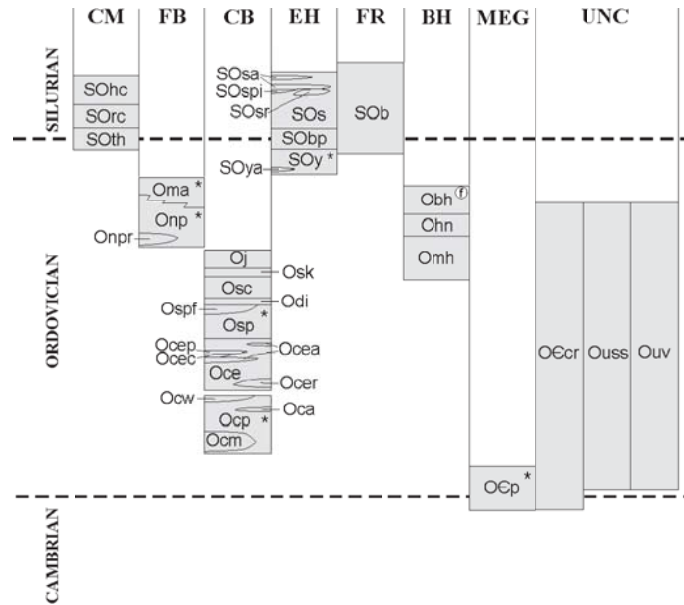 CM FB CB EH FR BH MEG UNC
SILURIAN
SOhc
SOrc
SOth
SOsa
SOspi
SOsr
SOs
SObp
SOy *
SOya
SOb
ORDOVICIAN
Oma *
Onp *
Onpr
Obh f
Ohn
Omh
Oj
Osk
Osc
Odi
Ospf
Osp *
Ocep
Ocec
Ocea
Oce
Ocer
Ocw
Oca
Ocp *
Ocm
OЄp *
OЄcr
Ouss
Ouv
CAMBRIAN